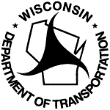 WISCONSIN
DEPARTMENT OF TRANSPORTATION